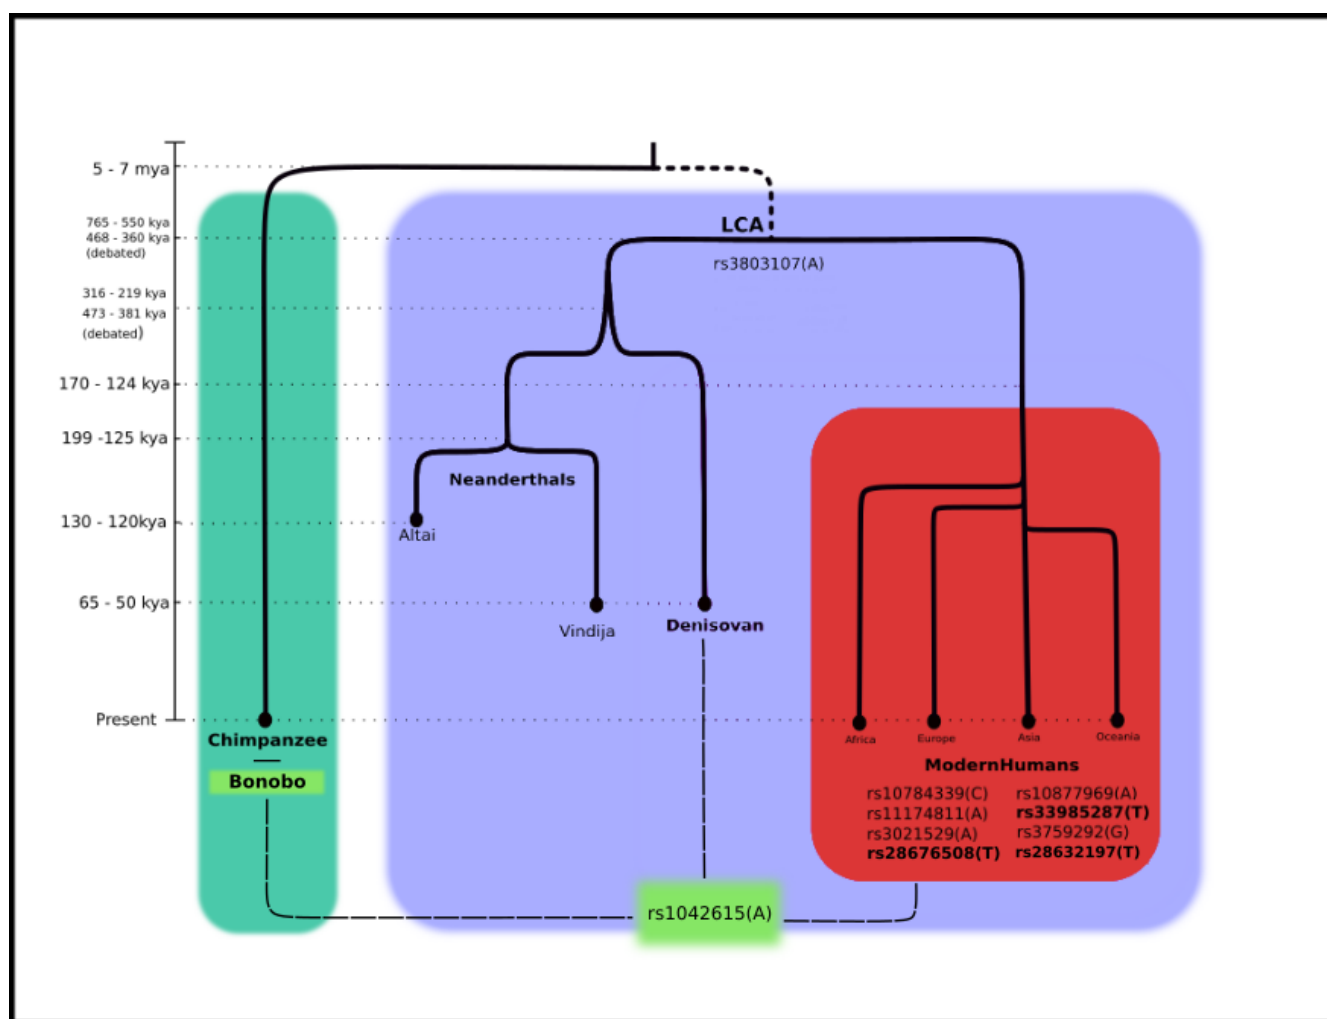 5 - 7 mya
765 - 550 kya
468 - 360 kya
(debated)
LCA
rs3803107(A)
316 - 219 kya
473 - 381 kya
(debated)
170 - 124 kya
199 -125 kya
Neanderthals
130 - 120kya
Altai
65 - 50 kya
Vindija
Denisovan
Present
Chimpanzee
Bonobo
Africa
Europe
Asia
Oceania
ModernHumans
rs10784339(C) rs10877969(A)
rs11174811(A) rs33985287(T)
rs3021529(A) rs3759292(G)
rs28676508(T) rs28632197(T)
rs1042615(A)